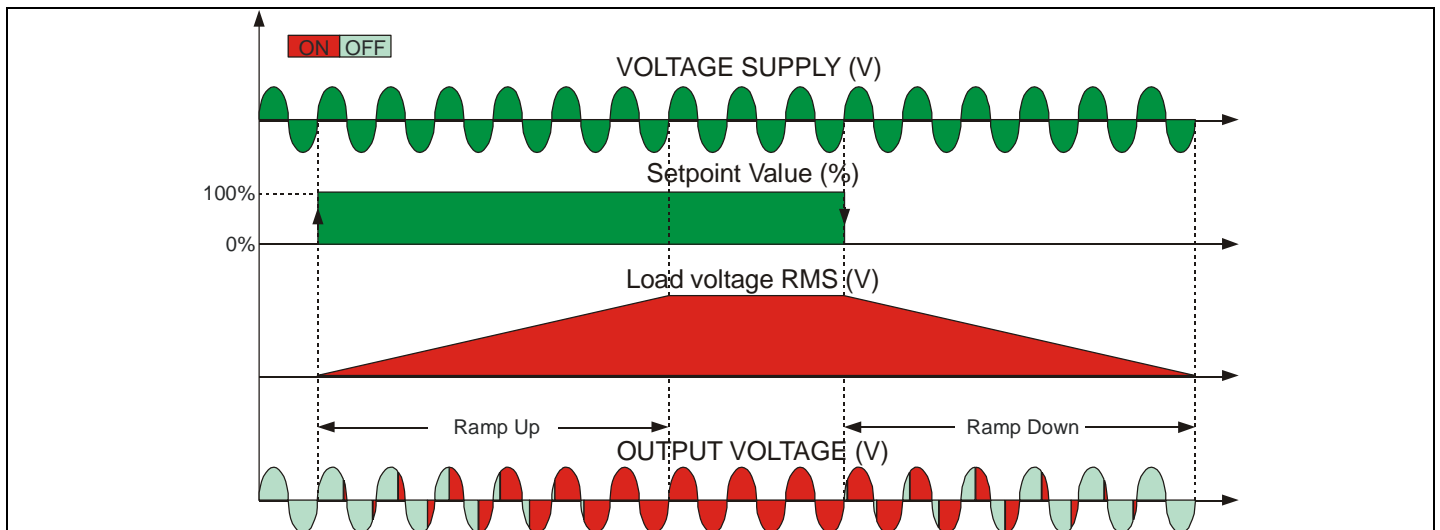 ON OFF
VOLTAGE SUPPLY (V)
Setpoint Value (%)
100%
0%
Load voltage RMS (V)
Ramp Up
Ramp Down
OUTPUT VOLTAGE (V)